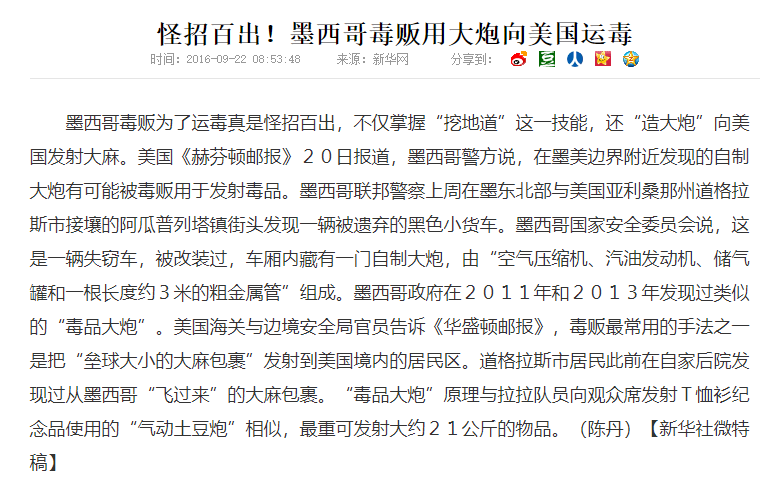 怪招百出！墨西哥毒贩用大炮向美国运毒
时间：2016-09-22 08:53:48 来源：新华网 分享到：
墨西哥毒贩为了运毒真是怪招百出，不仅掌握“挖地道”这一技能，还“造大炮”向美
国发射大麻。美国《赫芬顿邮报》２０日报道，墨西哥警方说，在墨美边界附近发现的自制
大炮有可能被毒贩用于发射毒品。墨西哥联邦警察上周在墨东北部与美国亚利桑那州道格拉
斯市接壤的阿瓜普列塔镇街头发现一辆被遗弃的黑色小货车。墨西哥国家安全委员会说，这
是一辆失窃车，被改装过，车厢内藏有一门自制大炮，由“空气压缩机、汽油发动机、储气
罐和一根长度约３米的粗金属管”组成。墨西哥政府在２０１１年和２０１３年发现过类似
的“毒品大炮”。美国海关与边境安全局官员告诉《华盛顿邮报》，毒贩最常用的手法之一
是把“垒球大小的大麻包裹”发射到美国境内的居民区。道格拉斯市居民此前在自家后院发
现过从墨西哥“飞过来”的大麻包裹。“毒品大炮”原理与拉拉队员向观众席发射Ｔ恤衫纪
念品使用的“气动土豆炮”相似，最重可发射大约２１公斤的物品。（陈丹）【新华社微特
稿】